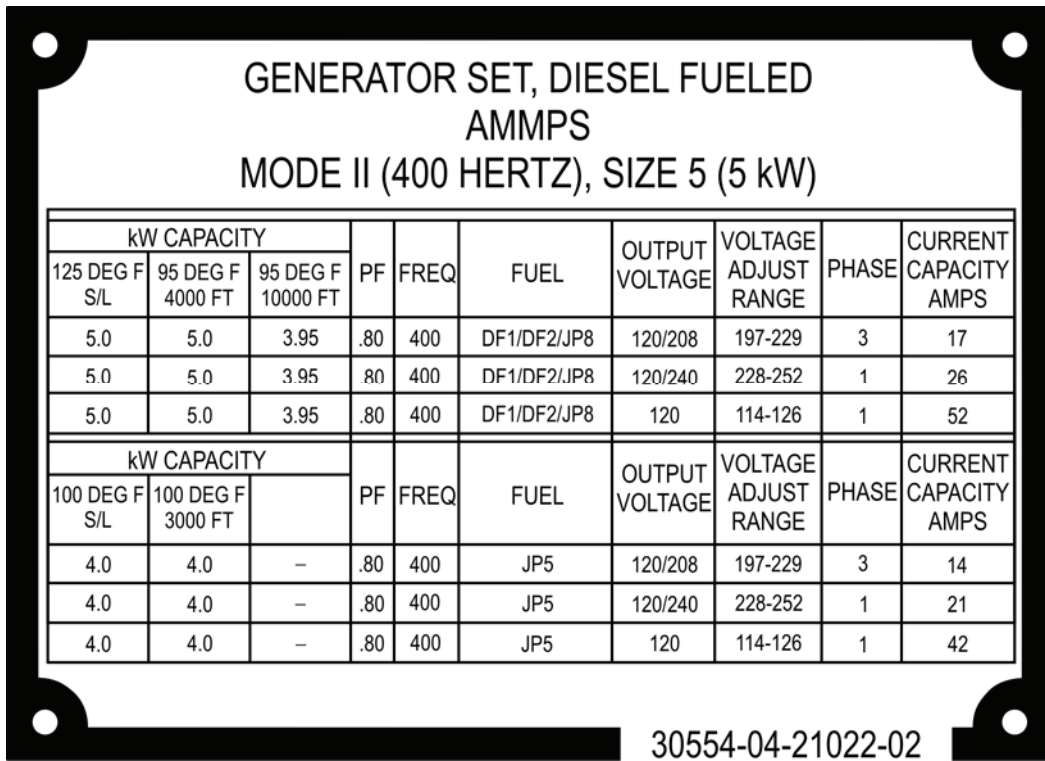 GENERATOR SET, DIESEL FUELED
AMMPS
MODE II (400 HERTZ), SIZE 5 (5 kW)
kW CAPACITY PF FREQ FUEL OUTPUT VOLTAGE VOLTAGE ADJUST RANGE PHASE CURRENT CAPACITY AMPS
125 DEG F S/L 95 DEG F 4000 FT 95 DEG F 10000 FT
5.0 5.0 3.95 .80 400 DF1/DF2/JP8 120/208 197-229 3 17
5.0 5.0 3.95 .80 400 DF1/DF2/JP8 120/240 228-252 1 26
5.0 5.0 3.95 .80 400 DF1/DF2/JP8 120 114-126 1 52
kW CAPACITY PF FREQ FUEL OUTPUT VOLTAGE VOLTAGE ADJUST RANGE PHASE CURRENT CAPACITY AMPS
100 DEG F S/L 100 DEG F 3000 FT
4.0 4.0 – .80 400 JP5 120/208 197-229 3 14
4.0 4.0 – .80 400 JP5 120/240 228-252 1 21
4.0 4.0 – .80 400 JP5 120 114-126 1 42
30554-04-21022-02